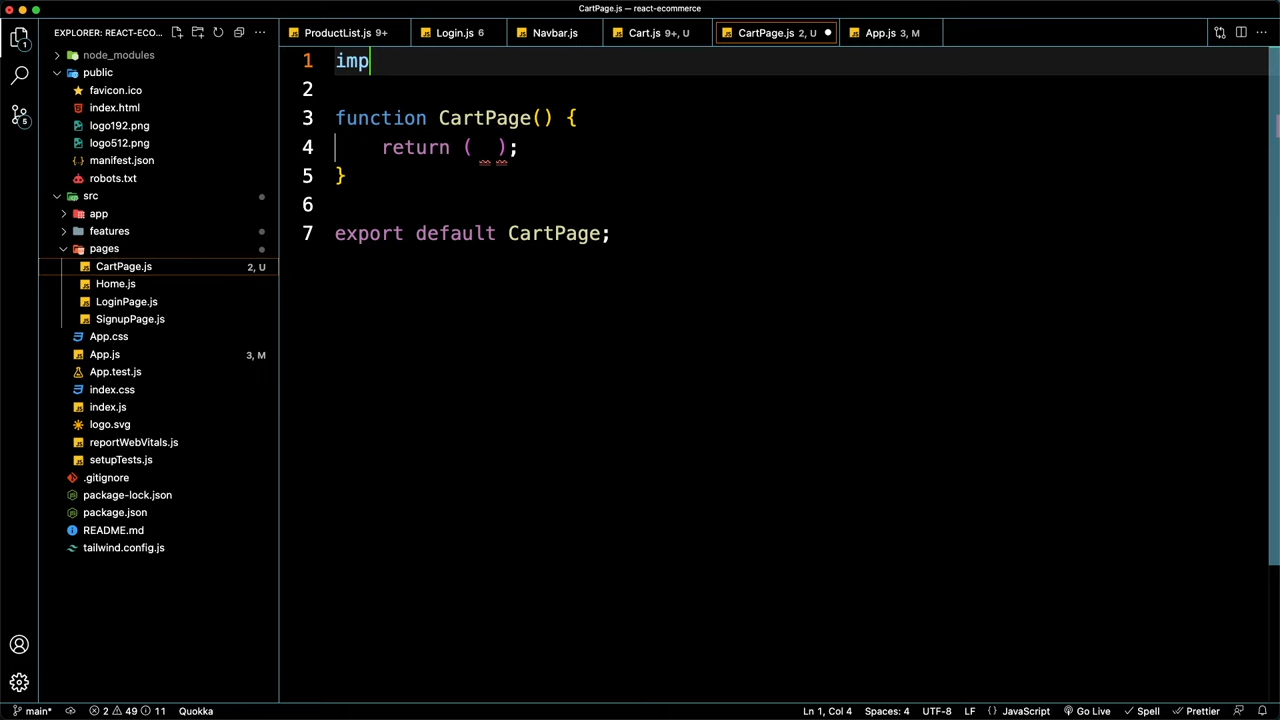 CartPage.js — react-ecommerce
EXPLORER: REACT-ECO...
ProductList.js 9+
Login.js 6
Navbar.js
Cart.js 9+, U
CartPage.js 2, U
App.js 3, M
1
node_modules
public
favicon.ico
index.html
logo192.png
logo512.png
manifest.json
robots.txt
src
app
features
pages
CartPage.js 2, U
Home.js
LoginPage.js
SignupPage.js
App.css
App.js 3, M
App.test.js
index.css
index.js
logo.svg
reportWebVitals.js
setupTests.js
.gitignore
package-lock.json
package.json
README.md
tailwind.config.js
5
1 imp
2
3 function CartPage() {
4 return ( );
5 }
6
7 export default CartPage;
main* 2 49 11 Quokka
Ln 1, Col 4 Spaces: 4 UTF-8 LF {} JavaScript Go Live Spell Prettier